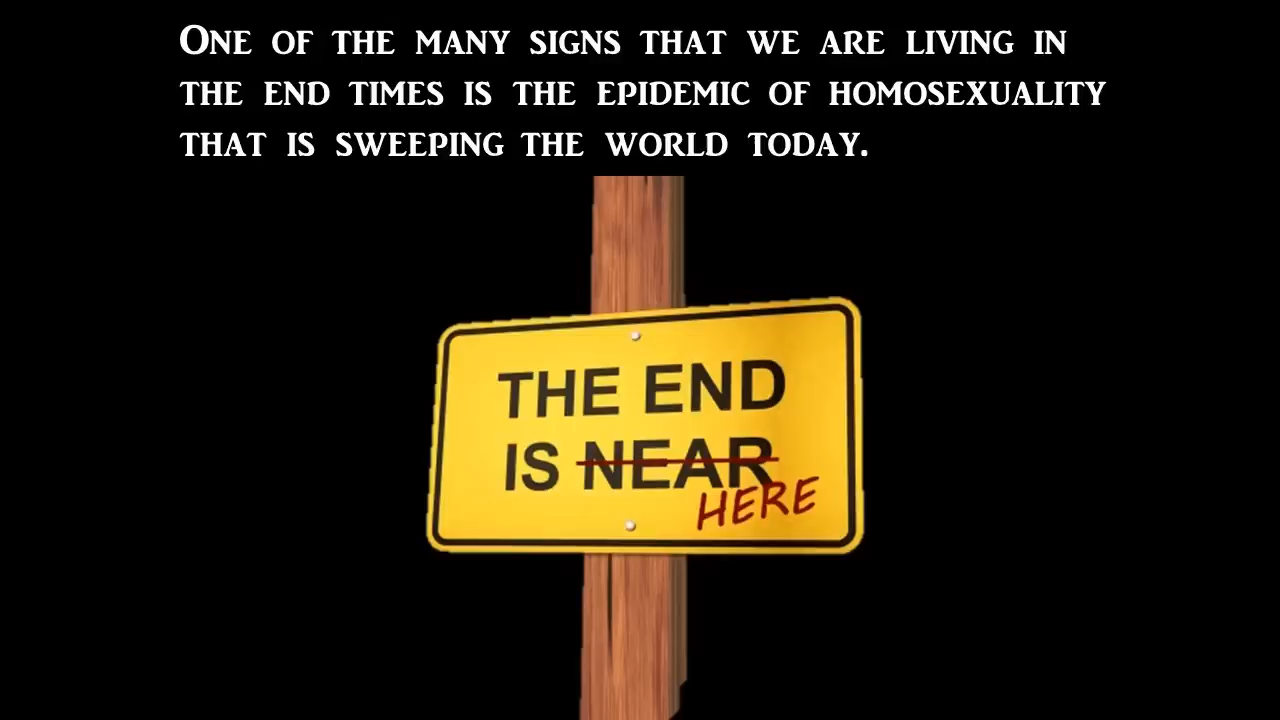 One of the many signs that we are living in
the end times is the epidemic of homosexuality
that is sweeping the world today.
THE END
IS NEAR
HERE